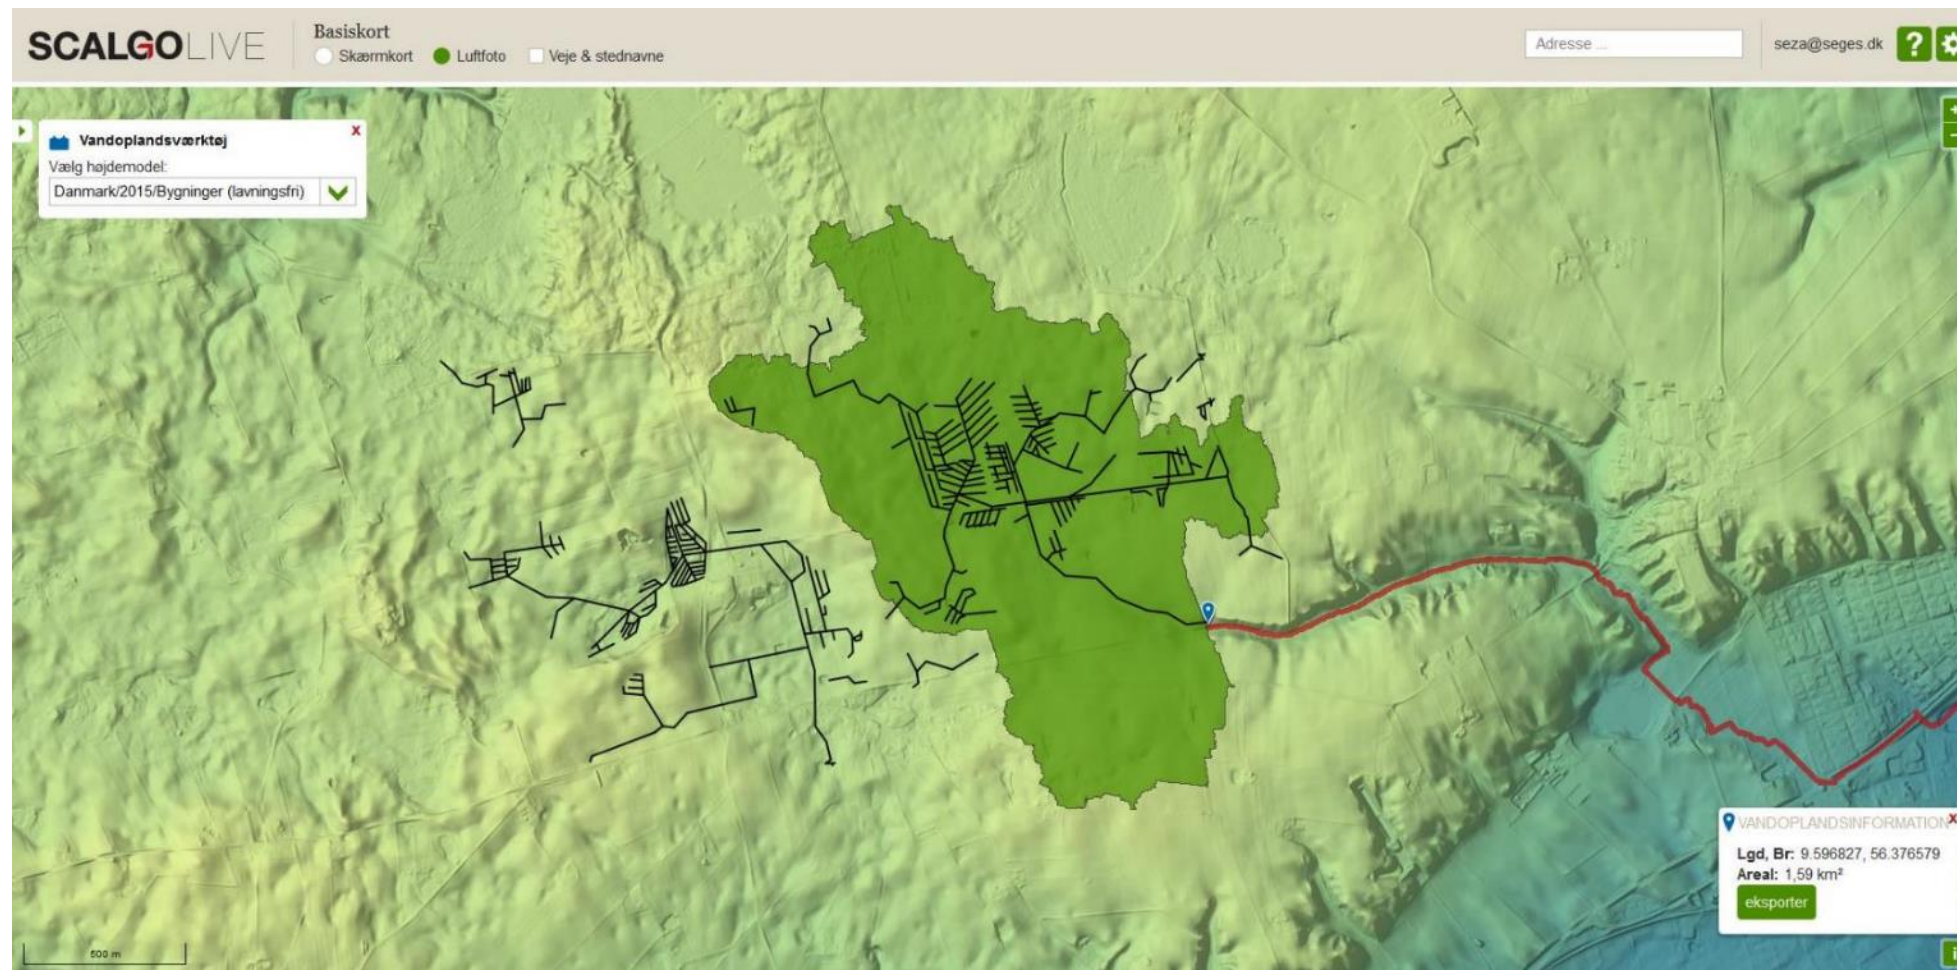 SCALGOLIVE
Basiskort
Skærmkort Luftfoto Veje & stednavne
Adresse ...
seza@seges.dk
?
x
Vandoplandsværktøj
Vælg højdemodel:
Danmark/2015/Bygninger (lavningsfri)
VANDOPLANDSINFORMATION x
Lgd, Br: 9.596827, 56.376579
Areal: 1,59 km²
eksporter
500 m